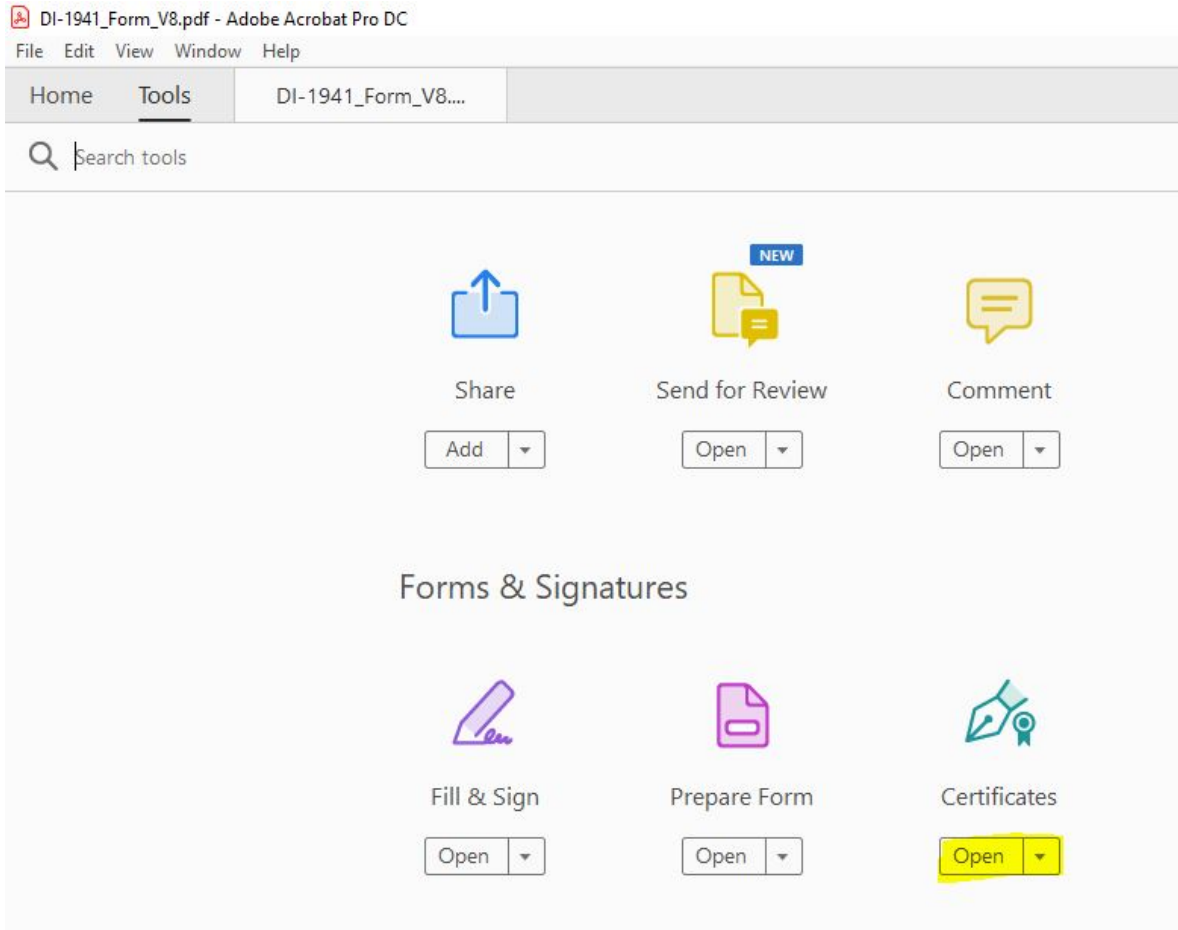 DI-1941_Form_V8.pdf - Adobe Acrobat Pro DC
File Edit View Window Help
Home Tools DI-1941_Form_V8....
Search tools
NEW
Share Send for Review Comment
Add Open Open
Forms & Signatures
Fill & Sign Prepare Form Certificates
Open Open Open